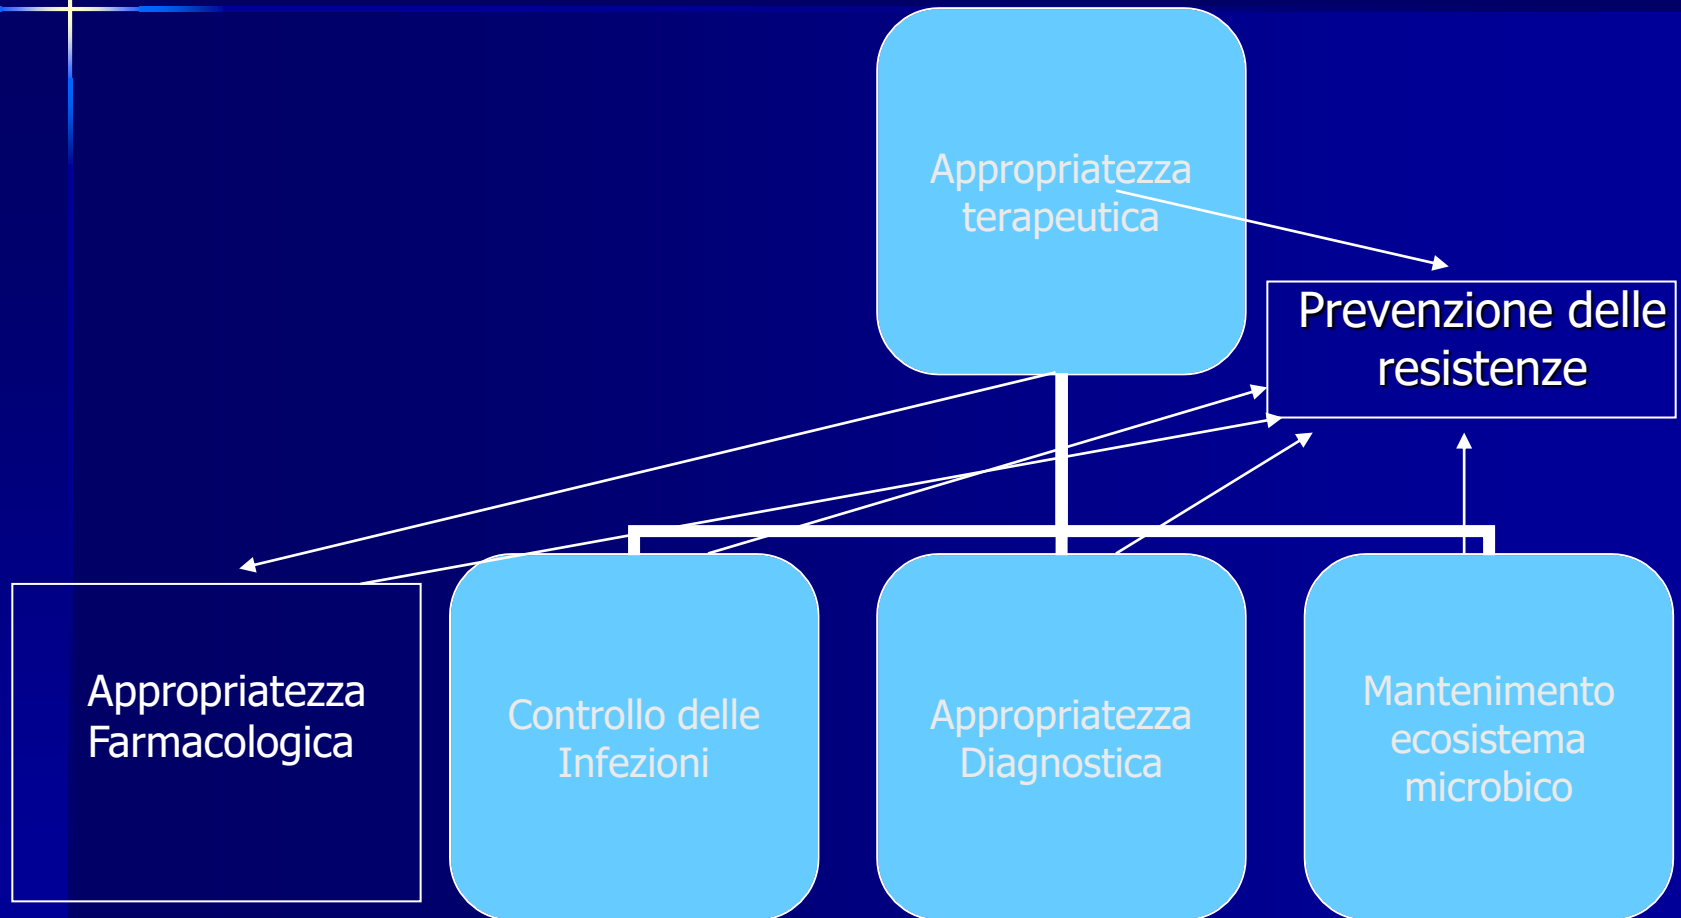 Appropriatezza
terapeutica
Prevenzione delle
resistenze
Appropriatezza
Farmacologica
Controllo delle
Infezioni
Appropriatezza
Diagnostica
Mantenimento
ecosistema
microbico